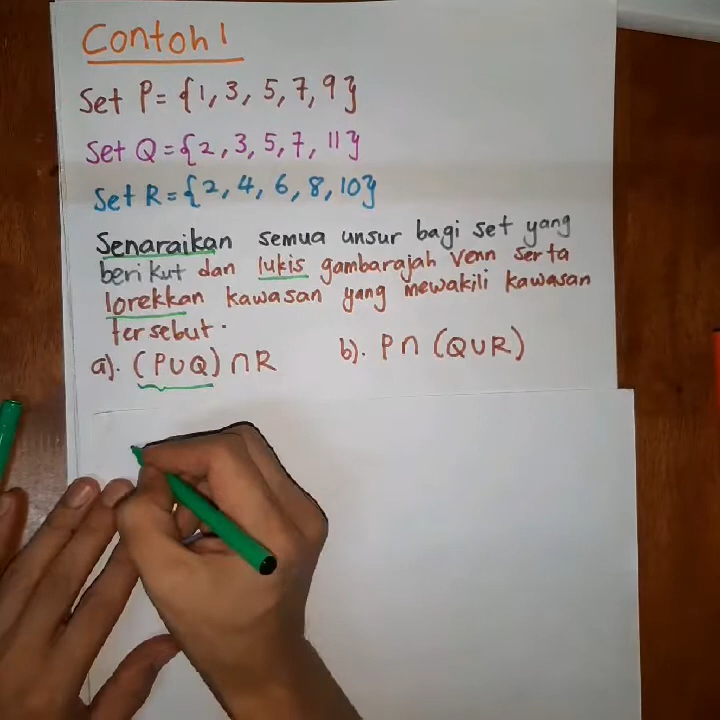 Contoh 1
Set P = {1, 3, 5, 7, 9}
Set Q = {2, 3, 5, 7, 11}
Set R = {2, 4, 6, 8, 10}
Senaraikan semua unsur bagi set yang
berikut dan lukis gambarajah venn serta
lorekkan kawasan yang mewakili kawasan
tersebut.
a). (P∪Q) ∩ R b). P ∩ (Q∪R)